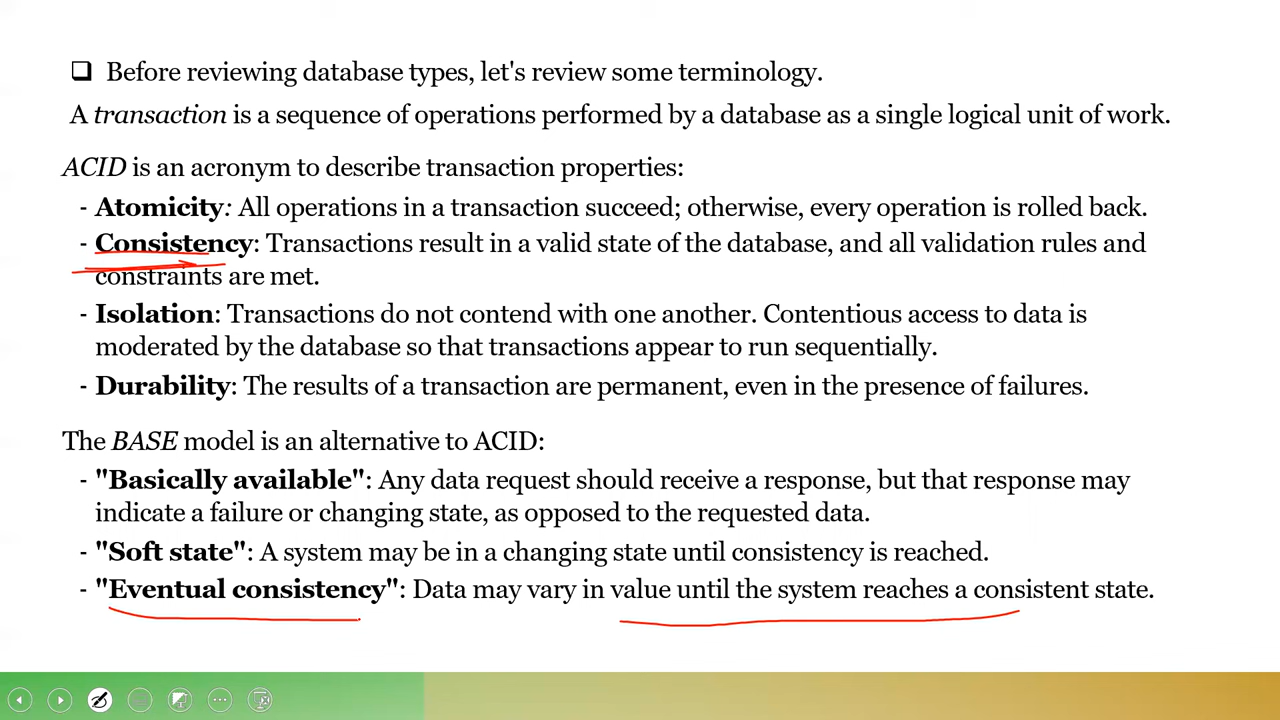 ❑ Before reviewing database types, let's review some terminology.
A transaction is a sequence of operations performed by a database as a single logical unit of work.
ACID is an acronym to describe transaction properties:
- Atomicity: All operations in a transaction succeed; otherwise, every operation is rolled back.
- Consistency: Transactions result in a valid state of the database, and all validation rules and
constraints are met.
- Isolation: Transactions do not contend with one another. Contentious access to data is
moderated by the database so that transactions appear to run sequentially.
- Durability: The results of a transaction are permanent, even in the presence of failures.
The BASE model is an alternative to ACID:
- "Basically available": Any data request should receive a response, but that response may
indicate a failure or changing state, as opposed to the requested data.
- "Soft state": A system may be in a changing state until consistency is reached.
- "Eventual consistency": Data may vary in value until the system reaches a consistent state.